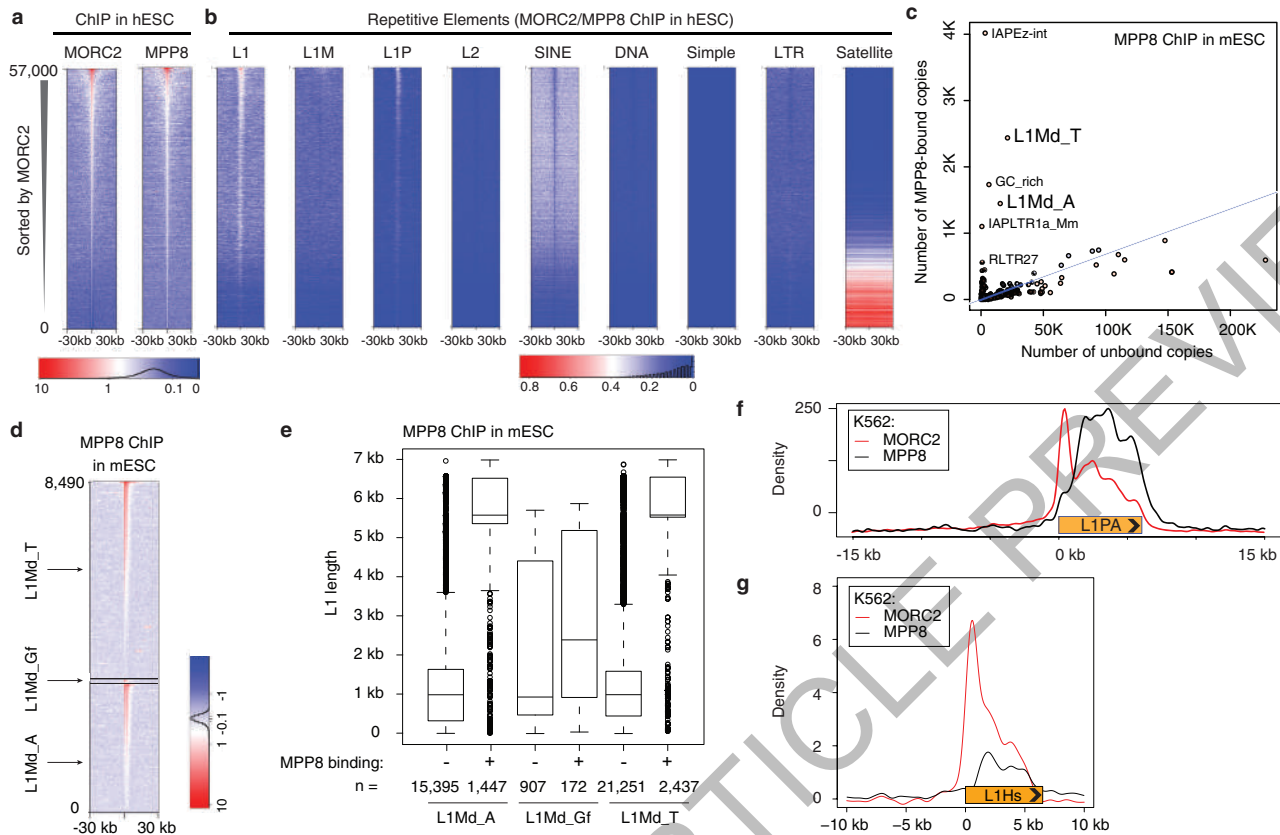 a
ChIP in hESC
MORC2 MPP8
57,000
Sorted by MORC2
0
-30kb 30kb -30kb 30kb
10 1 0.1 0
b
Repetitive Elements (MORC2/MPP8 ChIP in hESC)
L1 L1M L1P L2 SINE DNA Simple LTR Satellite
-30kb 30kb -30kb 30kb -30kb 30kb -30kb 30kb -30kb 30kb -30kb 30kb -30kb 30kb -30kb 30kb -30kb 30kb
0.8 0.6 0.4 0.2 0
c
MPP8 ChIP in mESC
Number of MPP8-bound copies
4K
3K
2K
1K
0
IAPEz-int
L1Md_T
GC_rich
L1Md_A
IAPLTR1a_Mm
RLTR27
0 50K 100K 150K 200K
Number of unbound copies
d
MPP8 ChIP
in mESC
8,490
L1Md_T
L1Md_Gf
L1Md_A
0
-30 kb 30 kb
10 1 -0.1 -1
e
MPP8 ChIP in mESC
L1 length
7 kb
6 kb
5 kb
4 kb
3 kb
2 kb
1 kb
0
MPP8 binding: - + - + - +
n = 15,395 1,447 907 172 21,251 2,437
L1Md_A L1Md_Gf L1Md_T
f
K562:
MORC2
MPP8
Density
250
0
L1PA
-15 kb 0 kb 15 kb
g
K562:
MORC2
MPP8
Density
8
6
4
2
0
L1Hs
−10 kb −5 kb 0 5 kb 10 kb
ARTICLE PREVIE